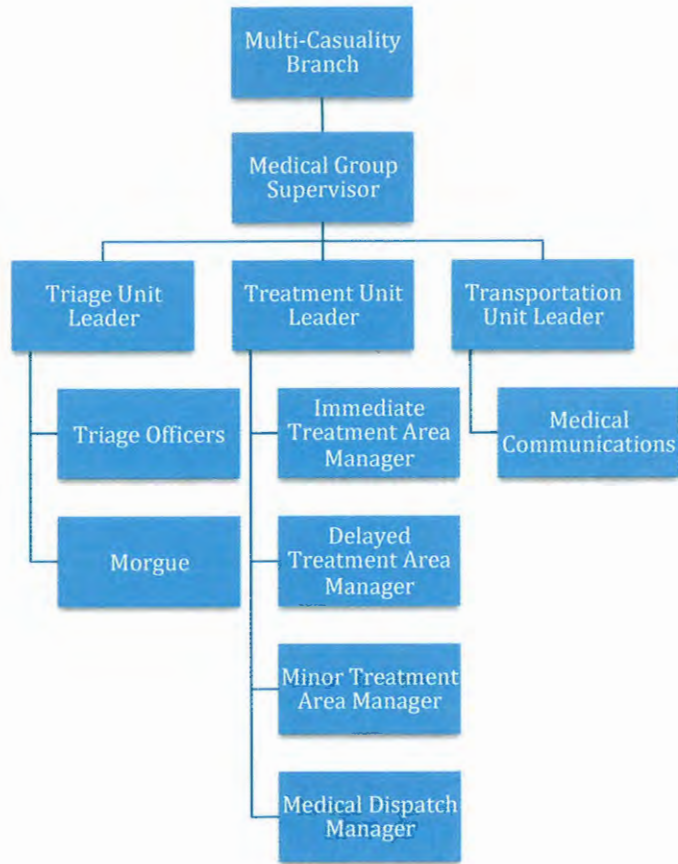 Multi-Casuality
Branch
Medical Group
Supervisor
Triage Unit
Leader
Treatment Unit
Leader
Transportation
Unit Leader
Triage Officers
Morgue
Immediate
Treatment Area
Manager
Delayed
Treatment Area
Manager
Minor Treatment
Area Manager
Medical Dispatch
Manager
Medical
Communications